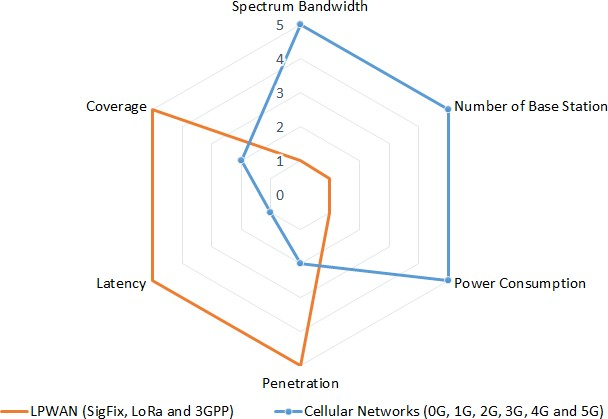 Spectrum Bandwidth
5
4
3
2
1
0
Coverage
Number of Base Station
Latency
Power Consumption
Penetration
LPWAN (SigFix, LoRa and 3GPP)
Cellular Networks (0G, 1G, 2G, 3G, 4G and 5G)